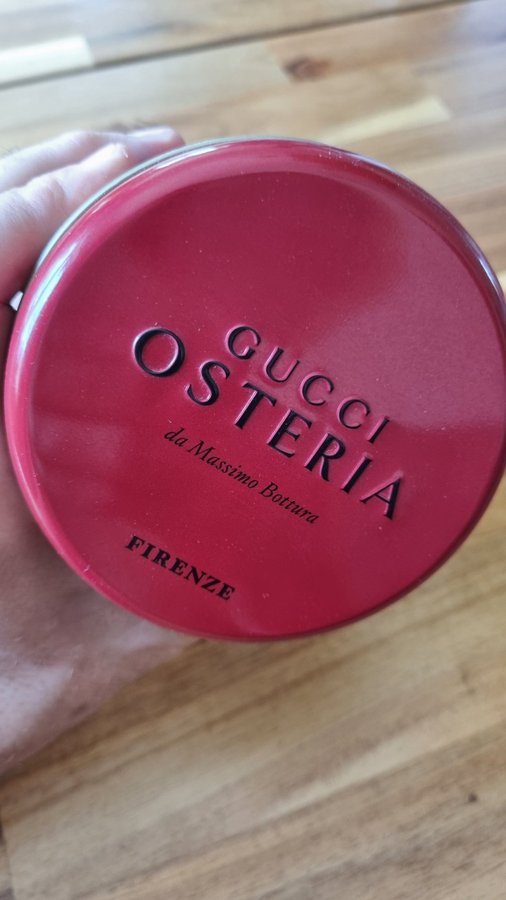 GUCCI
OSTERIA
da Massimo Bottura
FIRENZE